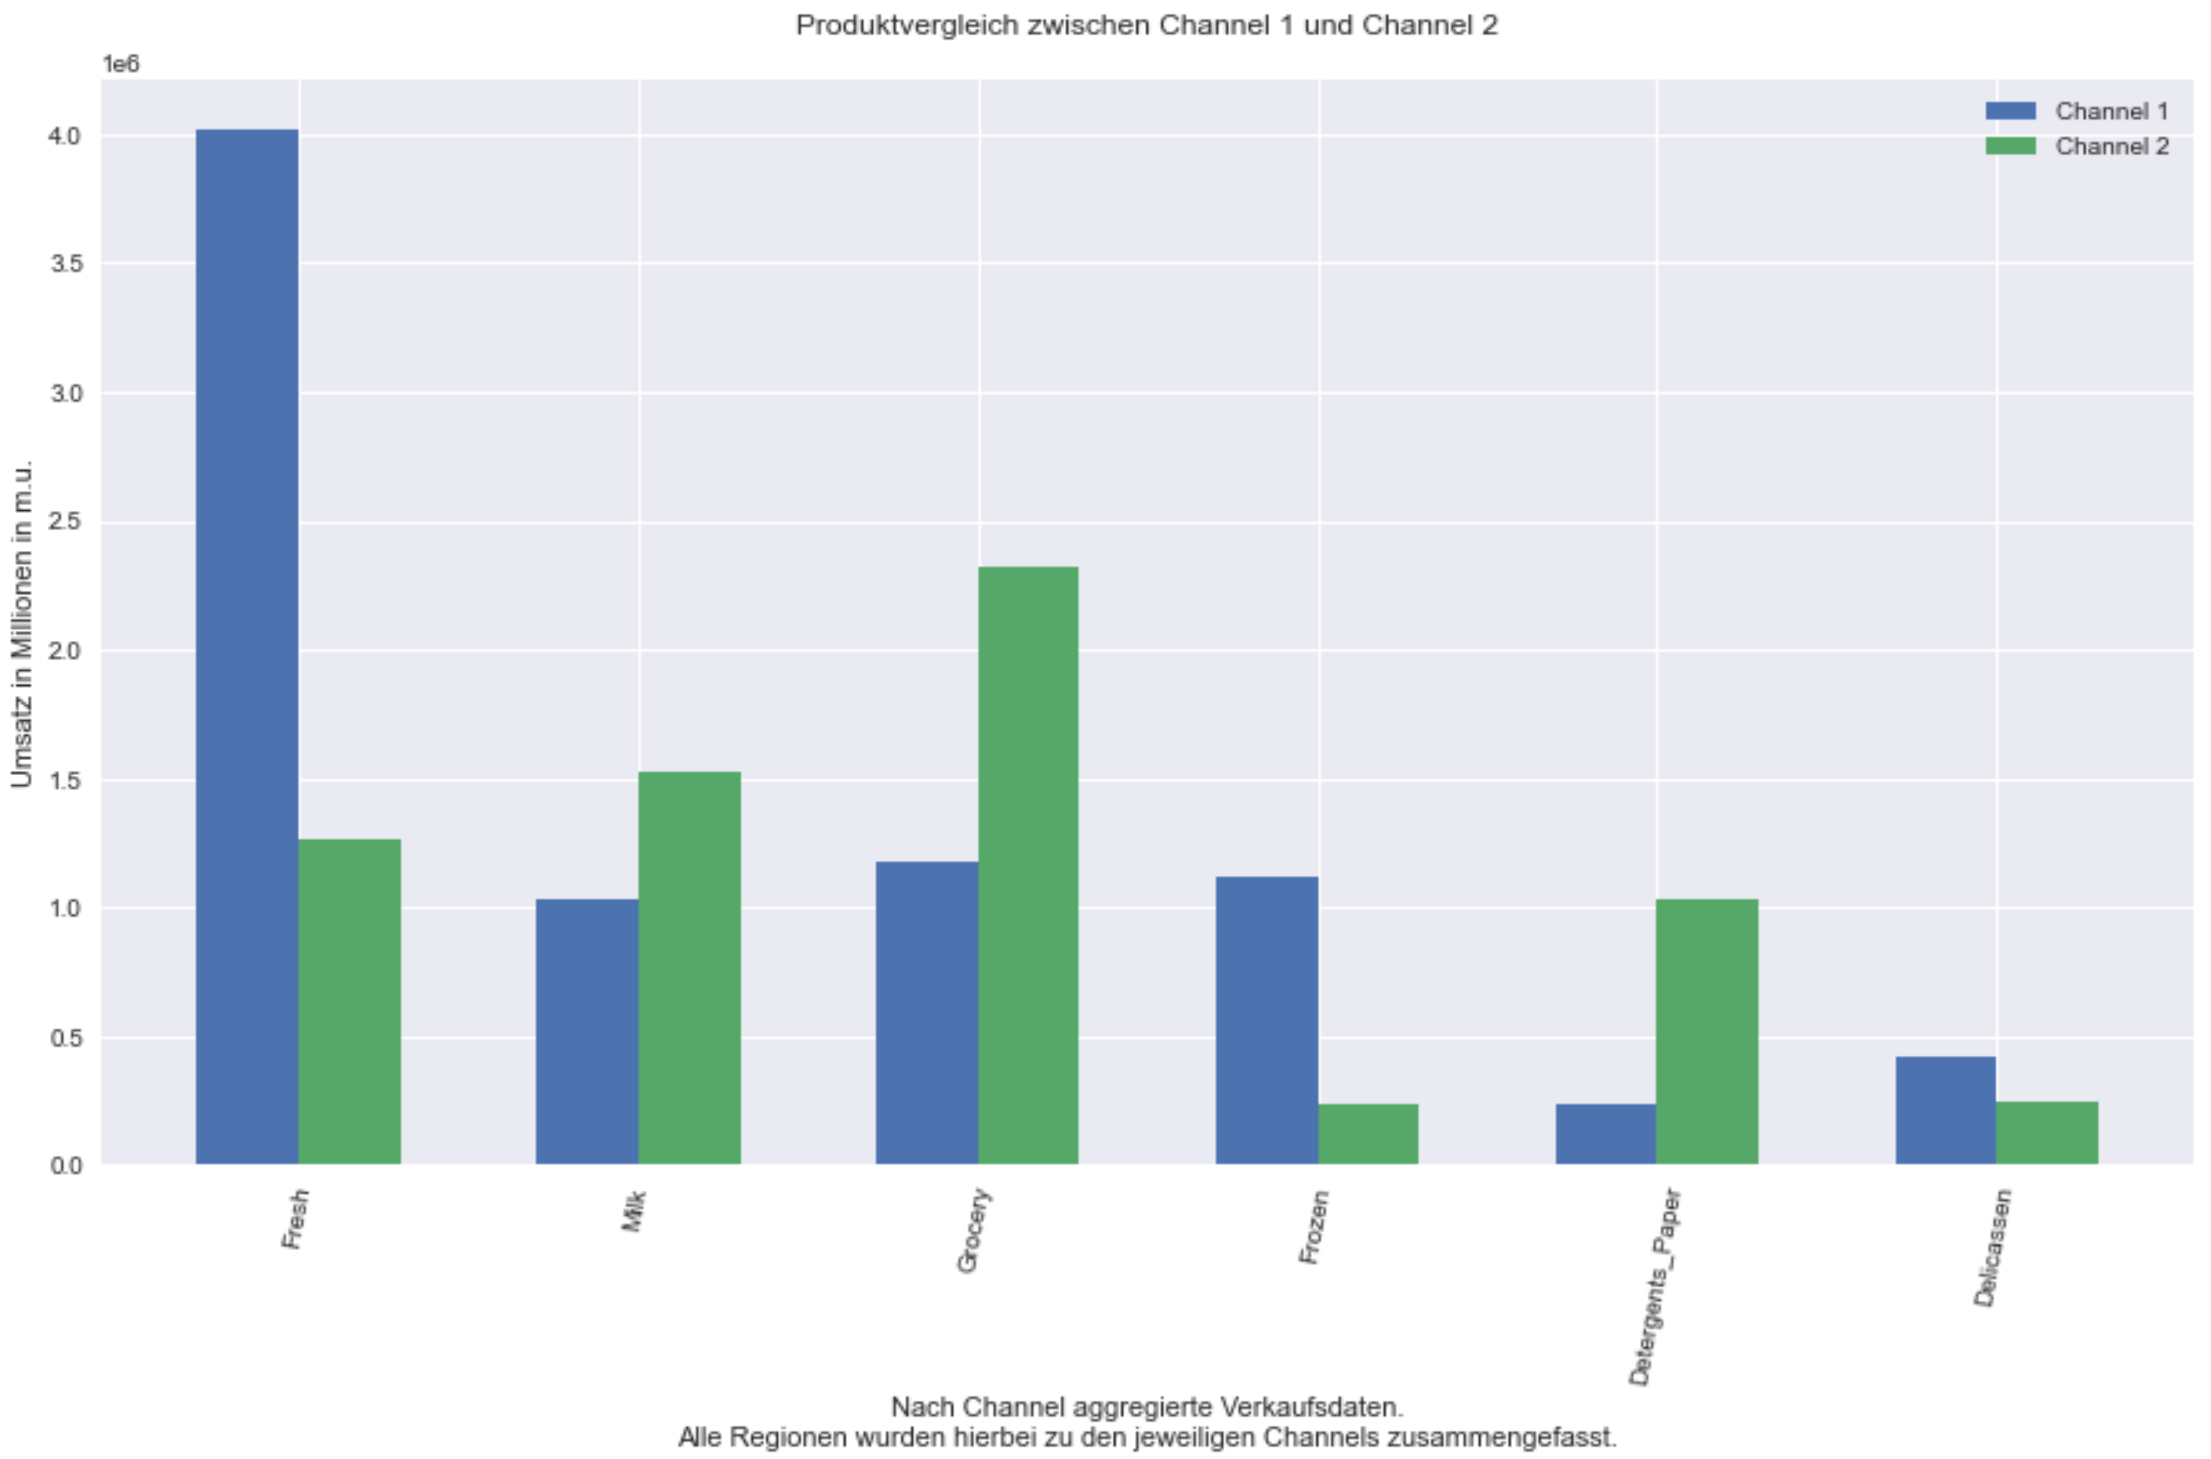 Produktvergleich zwischen Channel 1 und Channel 2
1e6
Channel 1
Channel 2
4.0
3.5
3.0
2.5
2.0
1.5
1.0
0.5
0.0
Umsatz in Millionen in m.u.
Fresh
Milk
Grocery
Frozen
Detergents_Paper
Delicassen
Nach Channel aggregierte Verkaufsdaten.
Alle Regionen wurden hierbei zu den jeweiligen Channels zusammengefasst.